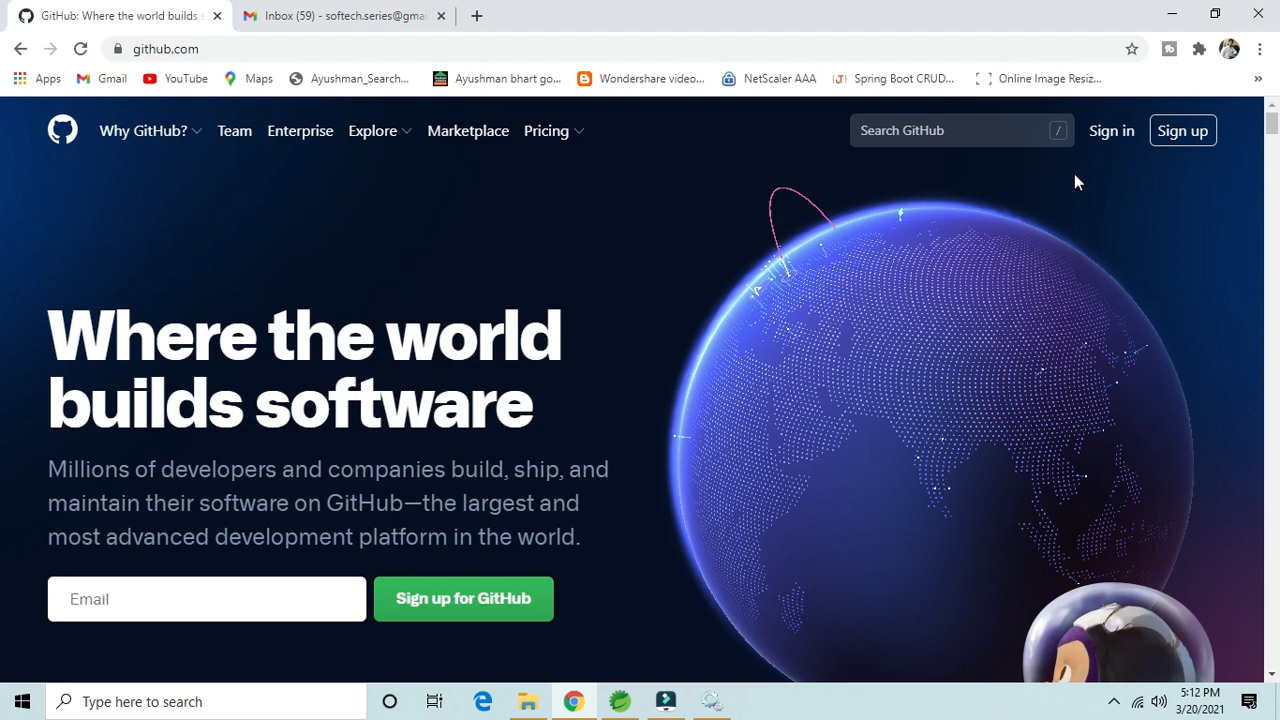 GitHub: Where the world builds s
Inbox (59) - softech.series@gma
github.com
Apps
Gmail
YouTube
Maps
Ayushman_Search...
Ayushman bhart go...
Wondershare video...
NetScaler AAA
Spring Boot CRUD...
Online Image Resiz...
Why GitHub?
Team
Enterprise
Explore
Marketplace
Pricing
Search GitHub
/
Sign in
Sign up
Where the world
builds software
Millions of developers and companies build, ship, and
maintain their software on GitHub—the largest and
most advanced development platform in the world.
Email
Sign up for GitHub
Type here to search
5:12 PM
3/20/2021